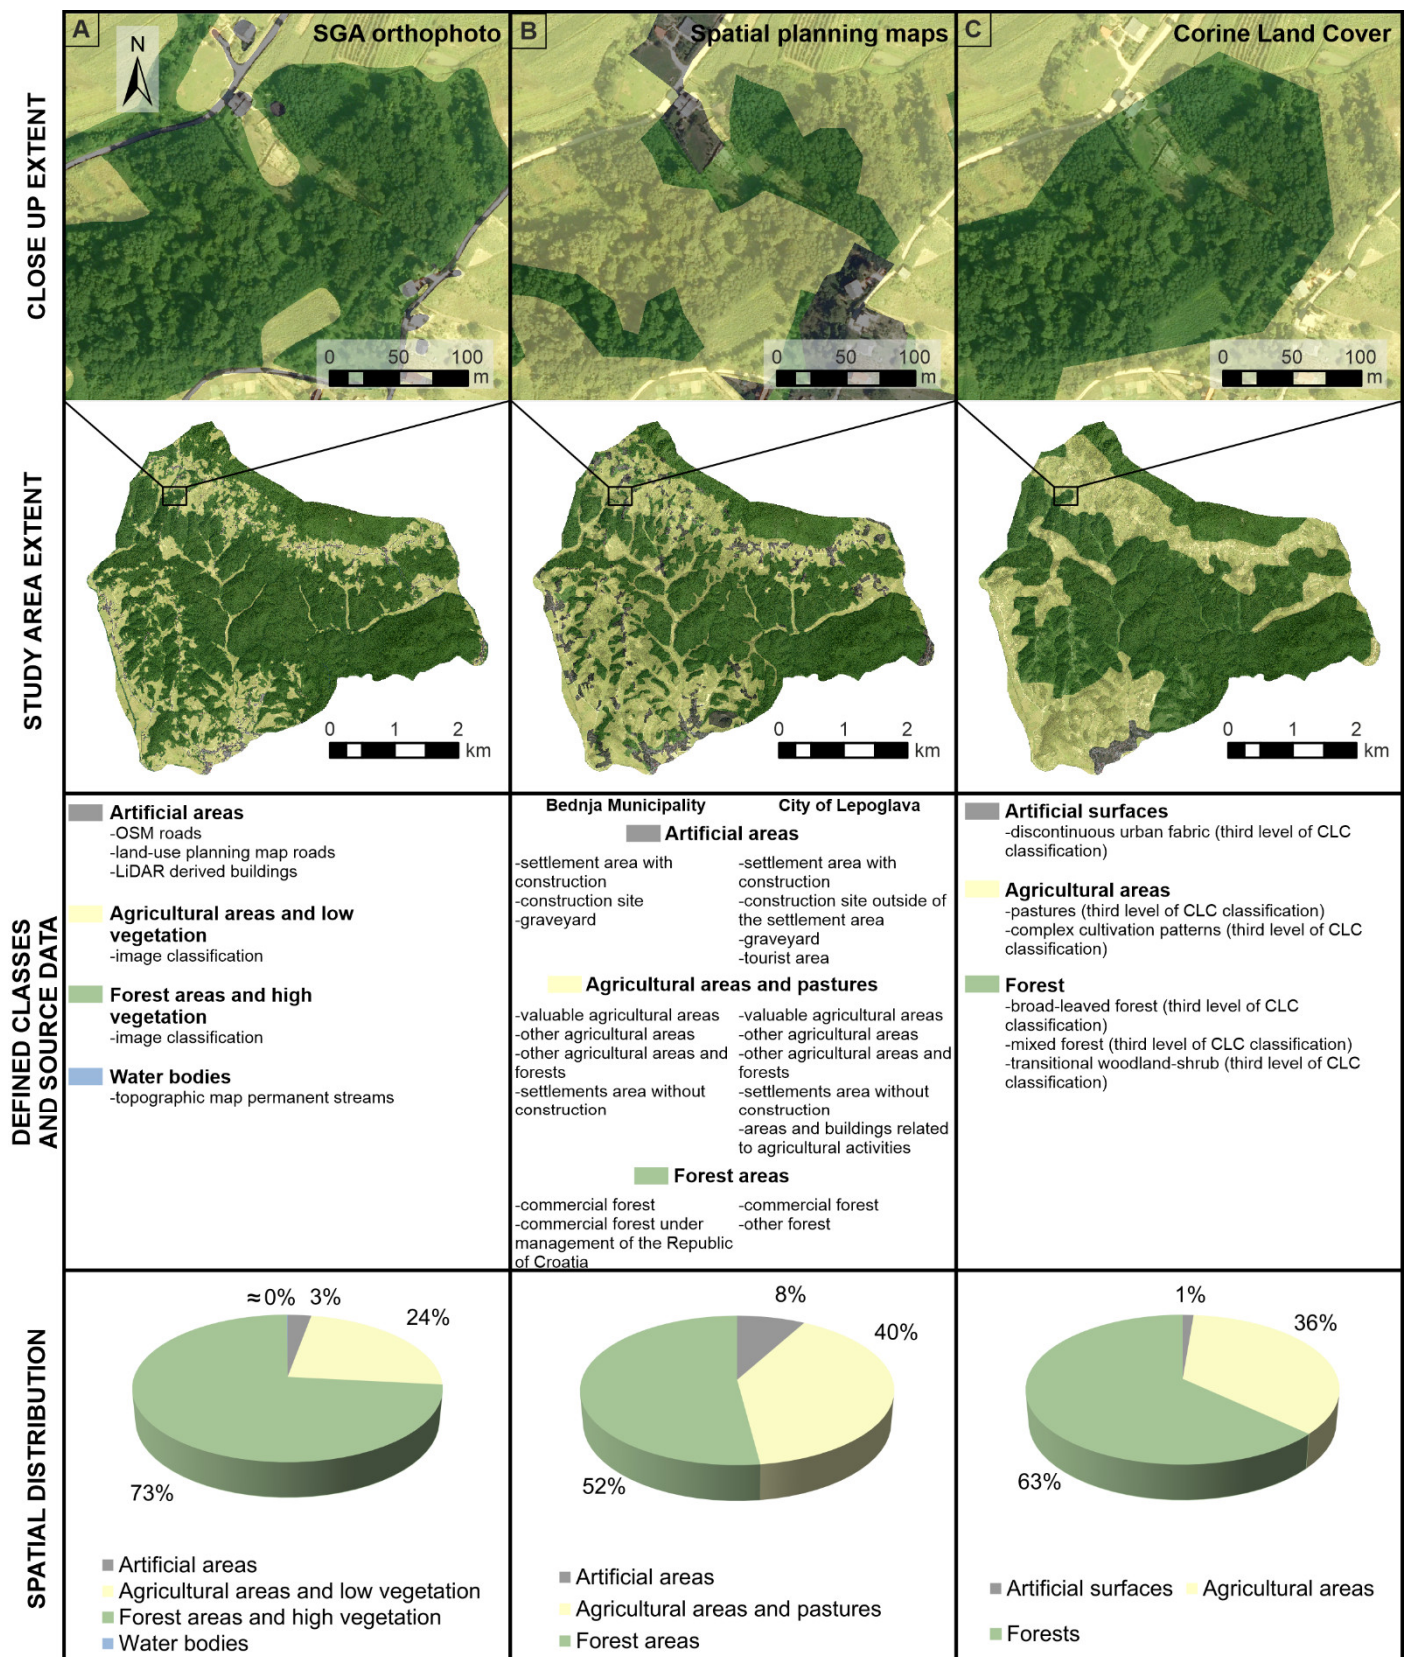 A
SGA orthophoto
N
0 50 100
m
B
Spatial planning maps
0 50 100
m
C
Corine Land Cover
0 50 100
m
CLOSE UP EXTENT
STUDY AREA EXTENT
0 1 2
km
0 1 2
km
0 1 2
km
DEFINED CLASSES
AND SOURCE DATA
Artificial areas
-OSM roads
-land-use planning map roads
-LiDAR derived buildings
Agricultural areas and low
vegetation
-image classification
Forest areas and high
vegetation
-image classification
Water bodies
-topographic map permanent streams
Bednja Municipality
City of Lepoglava
Artificial areas
-settlement area with
construction
-construction site
-graveyard
-settlement area with
construction
-construction site outside of
the settlement area
-graveyard
-tourist area
Agricultural areas and pastures
-valuable agricultural areas
-other agricultural areas
-other agricultural areas and
forests
-settlements area without
construction
-valuable agricultural areas
-other agricultural areas
-other agricultural areas and
forests
-settlements area without
construction
-areas and buildings related
to agricultural activities
Forest areas
-commercial forest
-commercial forest under
management of the Republic
of Croatia
-commercial forest
-other forest
Artificial surfaces
-discontinuous urban fabric (third level of CLC
classification)
Agricultural areas
-pastures (third level of CLC classification)
-complex cultivation patterns (third level of CLC
classification)
Forest
-broad-leaved forest (third level of CLC
classification)
-mixed forest (third level of CLC classification)
-transitional woodland-shrub (third level of CLC
classification)
SPATIAL DISTRIBUTION
≈0% 3%
24%
73%
Artificial areas
Agricultural areas and low vegetation
Forest areas and high vegetation
Water bodies
8%
40%
52%
Artificial areas
Agricultural areas and pastures
Forest areas
1%
36%
63%
Artificial surfaces Agricultural areas
Forests